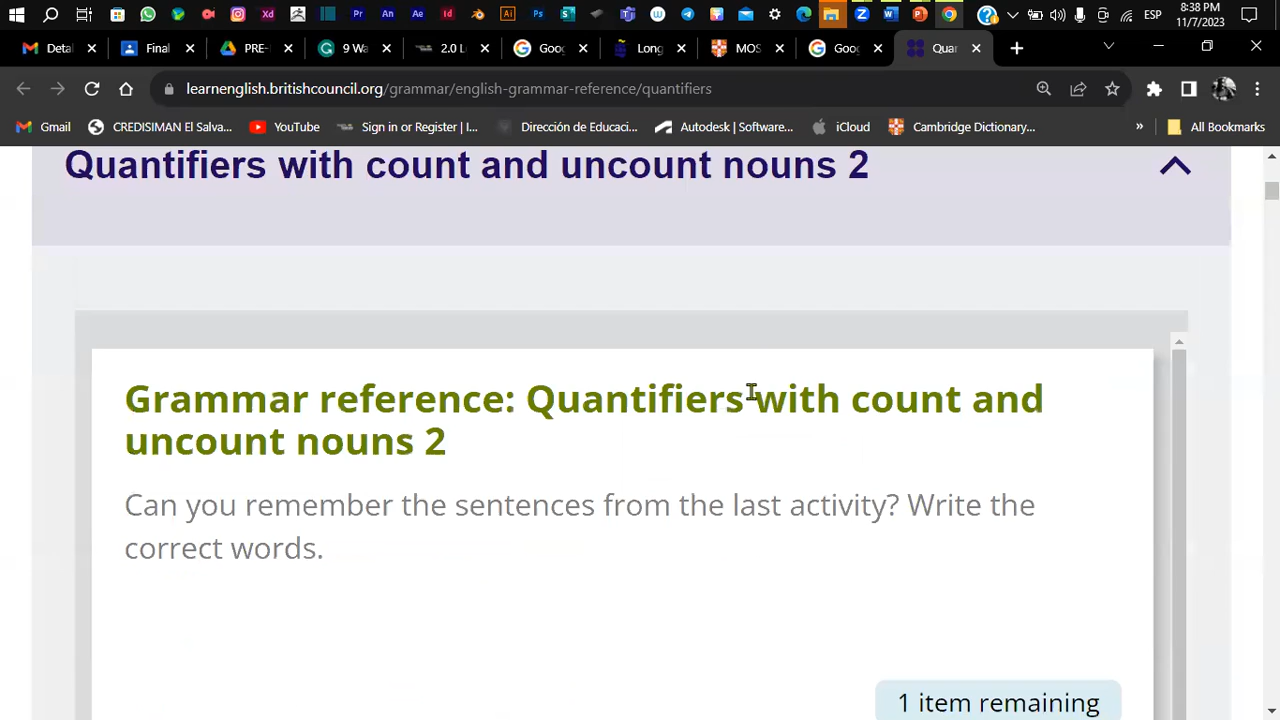 8:38 PM
ESP
11/7/2023
Detal
Final
PRE-
9 Wa
2.0 L
Goog
Long
MOS
Goog
Quar
learnenglish.britishcouncil.org/grammar/english-grammar-reference/quantifiers
Gmail
CREDISIMAN El Salva...
YouTube
Sign in or Register | I...
Dirección de Educaci...
Autodesk | Software...
iCloud
Cambridge Dictionary...
»
All Bookmarks
Quantifiers with count and uncount nouns 2
Grammar reference: Quantifiers with count and
uncount nouns 2
Can you remember the sentences from the last activity? Write the
correct words.
1 item remaining